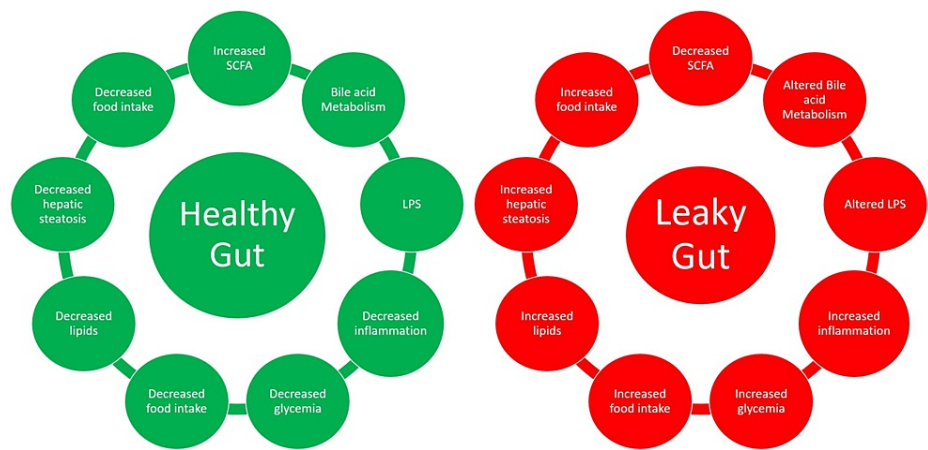 Healthy
Gut
Increased
SCFA
Bile acid
Metabolism
LPS
Decreased
inflammation
Decreased
glycemia
Decreased
food intake
Decreased
lipids
Decreased
hepatic
steatosis
Decreased
food intake
Leaky
Gut
Decreased
SCFA
Altered Bile
acid
Metabolism
Altered LPS
Increased
inflammation
Increased
glycemia
Increased
food intake
Increased
lipids
Increased
hepatic
steatosis
Increased
food intake